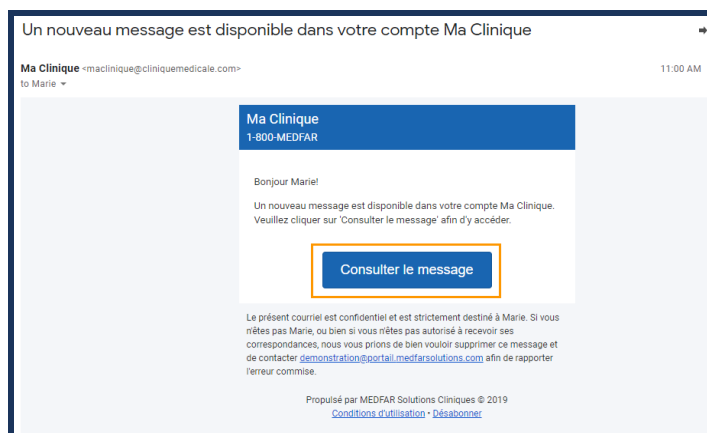 Un nouveau message est disponible dans votre compte Ma Clinique
Ma Clinique <maclinique@cliniquemedicale.com>
11:00 AM
to Marie
Ma Clinique
1-800-MEDFAR
Bonjour Marie!
Un nouveau message est disponible dans votre compte Ma Clinique.
Veuillez cliquer sur 'Consulter le message' afin d'y accéder.
Consulter le message
Le présent courriel est confidentiel et est strictement destiné à Marie. Si vous
n'êtes pas Marie, ou bien si vous n'êtes pas autorisé à recevoir ses
correspondances, nous vous prions de bien vouloir supprimer ce message et
de contacter demonstration@portail.medfarsolutions.com afin de rapporter
l'erreur commise.
Propulsé par MEDFAR Solutions Cliniques © 2019
Conditions d'utilisation • Désabonner